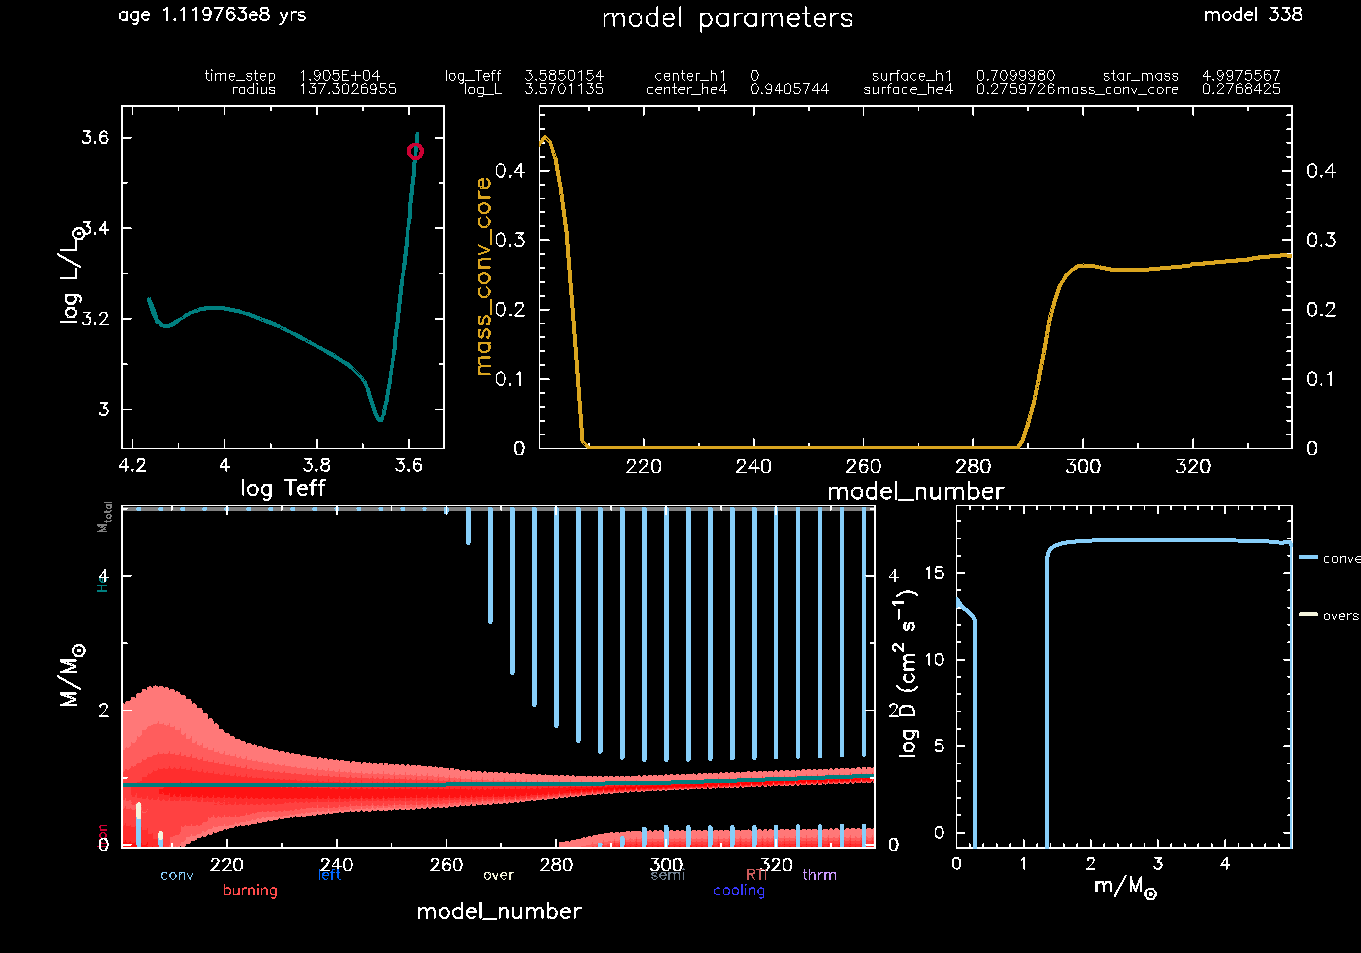 age 1.119763e8 yrs model parameters model 338
time_step 1.905E+04 log_Teff 3.5850154 center_h1 0 surface_h1 0.7099980 star_mass 4.9975567
radius 137.3026955 log_L 3.5701135 center_he4 0.9405744 surface_he4 0.2759726 mass_conv_core 0.2768425
log L/L⊙
3.6
3.4
3.2
3
4.2 4 3.8 3.6
log Teff
mass_conv_core
0.4 0.4
0.3 0.3
0.2 0.2
0.1 0.1
0 0
220 240 260 280 300 320
model_number
Mtotal
M/M⊙
4 4
2 2
0 0
220 240 260 280 300 320
conv left over semi RTI thrm
burning cooling
model_number
log D (cm² s⁻¹)
15
10
5
0
0 1 2 3 4
m/M⊙
conve
overs